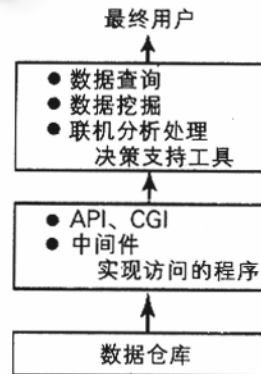 最终用户
● 数据查询
● 数据挖掘
● 联机分析处理
决策支持工具
● API、CGI
● 中间件
实现访问的程序
数据仓库